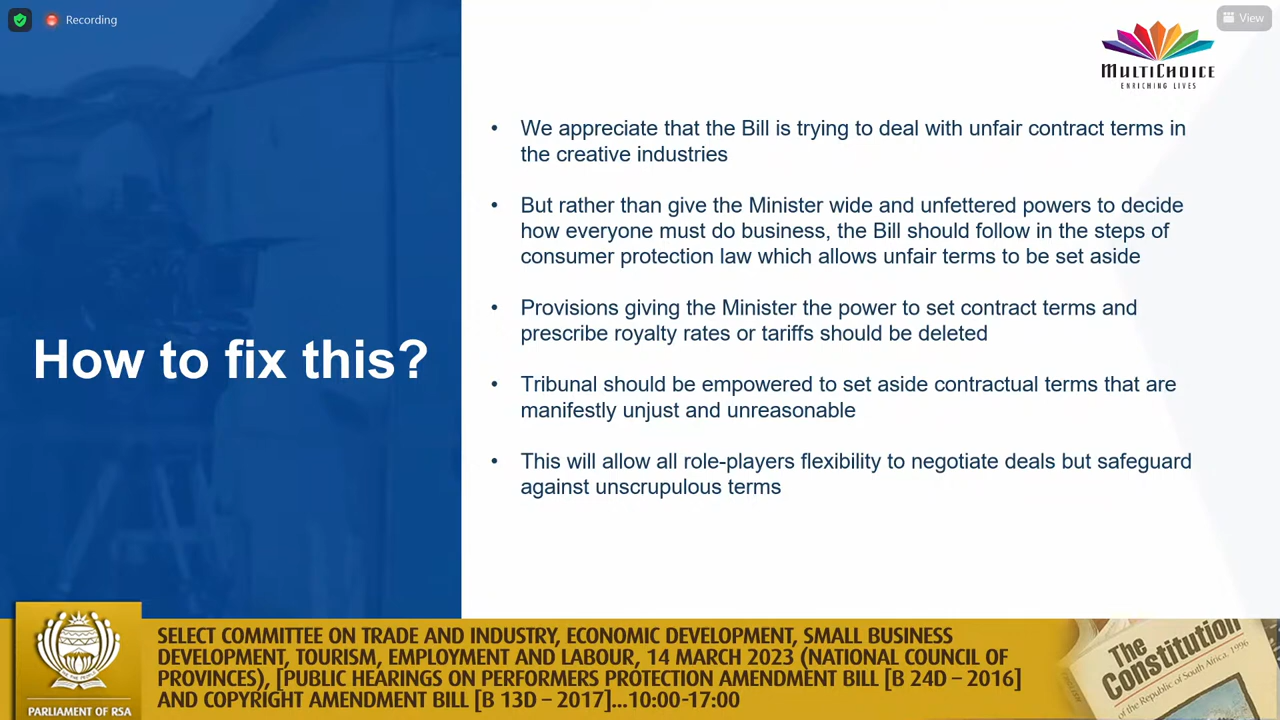 Recording
View
MULTICHOICE
ENRICHING LIVES
How to fix this?
• We appreciate that the Bill is trying to deal with unfair contract terms in
the creative industries
• But rather than give the Minister wide and unfettered powers to decide
how everyone must do business, the Bill should follow in the steps of
consumer protection law which allows unfair terms to be set aside
• Provisions giving the Minister the power to set contract terms and
prescribe royalty rates or tariffs should be deleted
• Tribunal should be empowered to set aside contractual terms that are
manifestly unjust and unreasonable
• This will allow all role-players flexibility to negotiate deals but safeguard
against unscrupulous terms
PARLIAMENT OF RSA
SELECT COMMITTEE ON TRADE AND INDUSTRY, ECONOMIC DEVELOPMENT, SMALL BUSINESS
DEVELOPMENT, TOURISM, EMPLOYMENT AND LABOUR, 14 MARCH 2023 (NATIONAL COUNCIL OF
PROVINCES), [PUBLIC HEARINGS ON PERFORMERS PROTECTION AMENDMENT BILL [B 24D – 2016]
AND COPYRIGHT AMENDMENT BILL [B 13D – 2017]...10:00-17:00
The
Constitution
of the Republic of South Africa, 1996